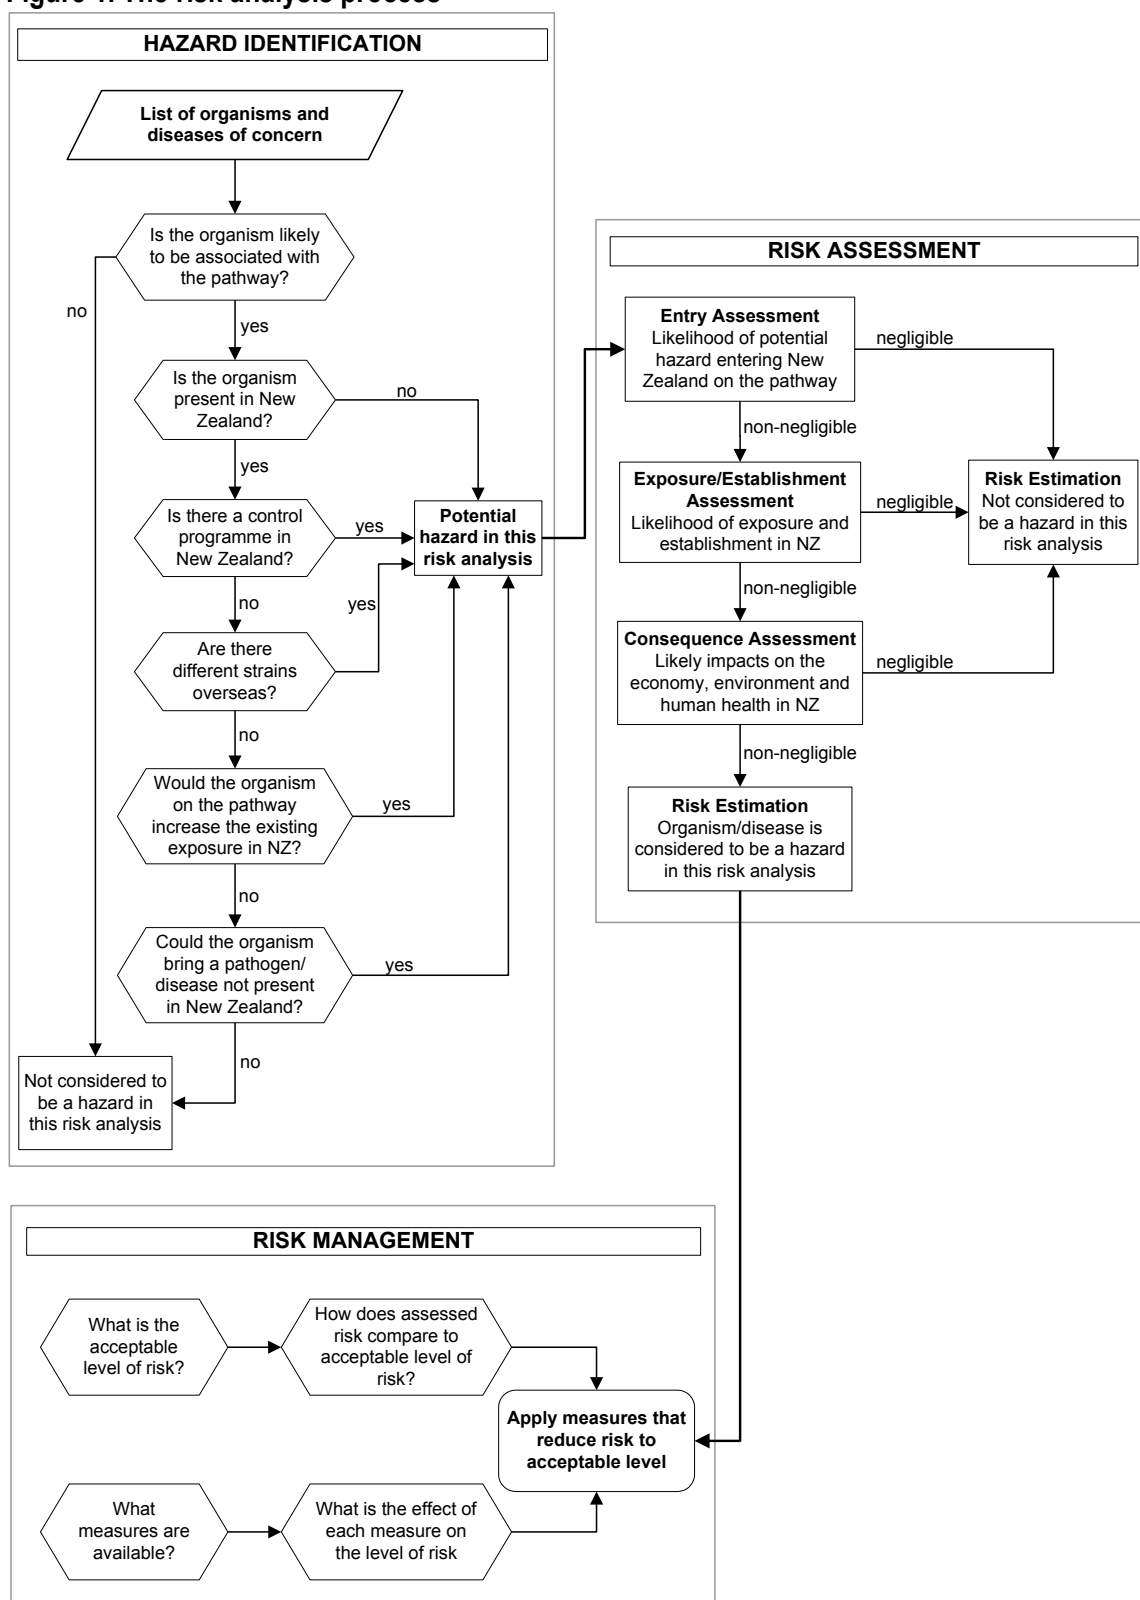 Figure 1. The risk analysis process
HAZARD IDENTIFICATION
List of organisms and
diseases of concern
Is the organism likely
to be associated with
the pathway?
no
yes
Is the organism
present in New
Zealand?
no
yes
Is there a control
programme in
New Zealand?
yes
Potential
hazard in this
risk analysis
no
yes
Are there
different strains
overseas?
no
Would the organism
on the pathway
increase the existing
exposure in NZ?
yes
no
Could the organism
bring a pathogen/
disease not present
in New Zealand?
yes
no
Not considered to
be a hazard in
this risk analysis
RISK ASSESSMENT
Entry Assessment
Likelihood of potential
hazard entering New
Zealand on the pathway
negligible
non-negligible
Exposure/Establishment
Assessment
Likelihood of exposure and
establishment in NZ
negligible
Risk Estimation
Not considered to
be a hazard in this
risk analysis
non-negligible
Consequence Assessment
Likely impacts on the
economy, environment and
human health in NZ
negligible
non-negligible
Risk Estimation
Organism/disease is
considered to be a hazard
in this risk analysis
RISK MANAGEMENT
What is the
acceptable
level of risk?
How does assessed
risk compare to
acceptable level of
risk?
Apply measures that
reduce risk to
acceptable level
What
measures are
available?
What is the effect of
each measure on
the level of risk